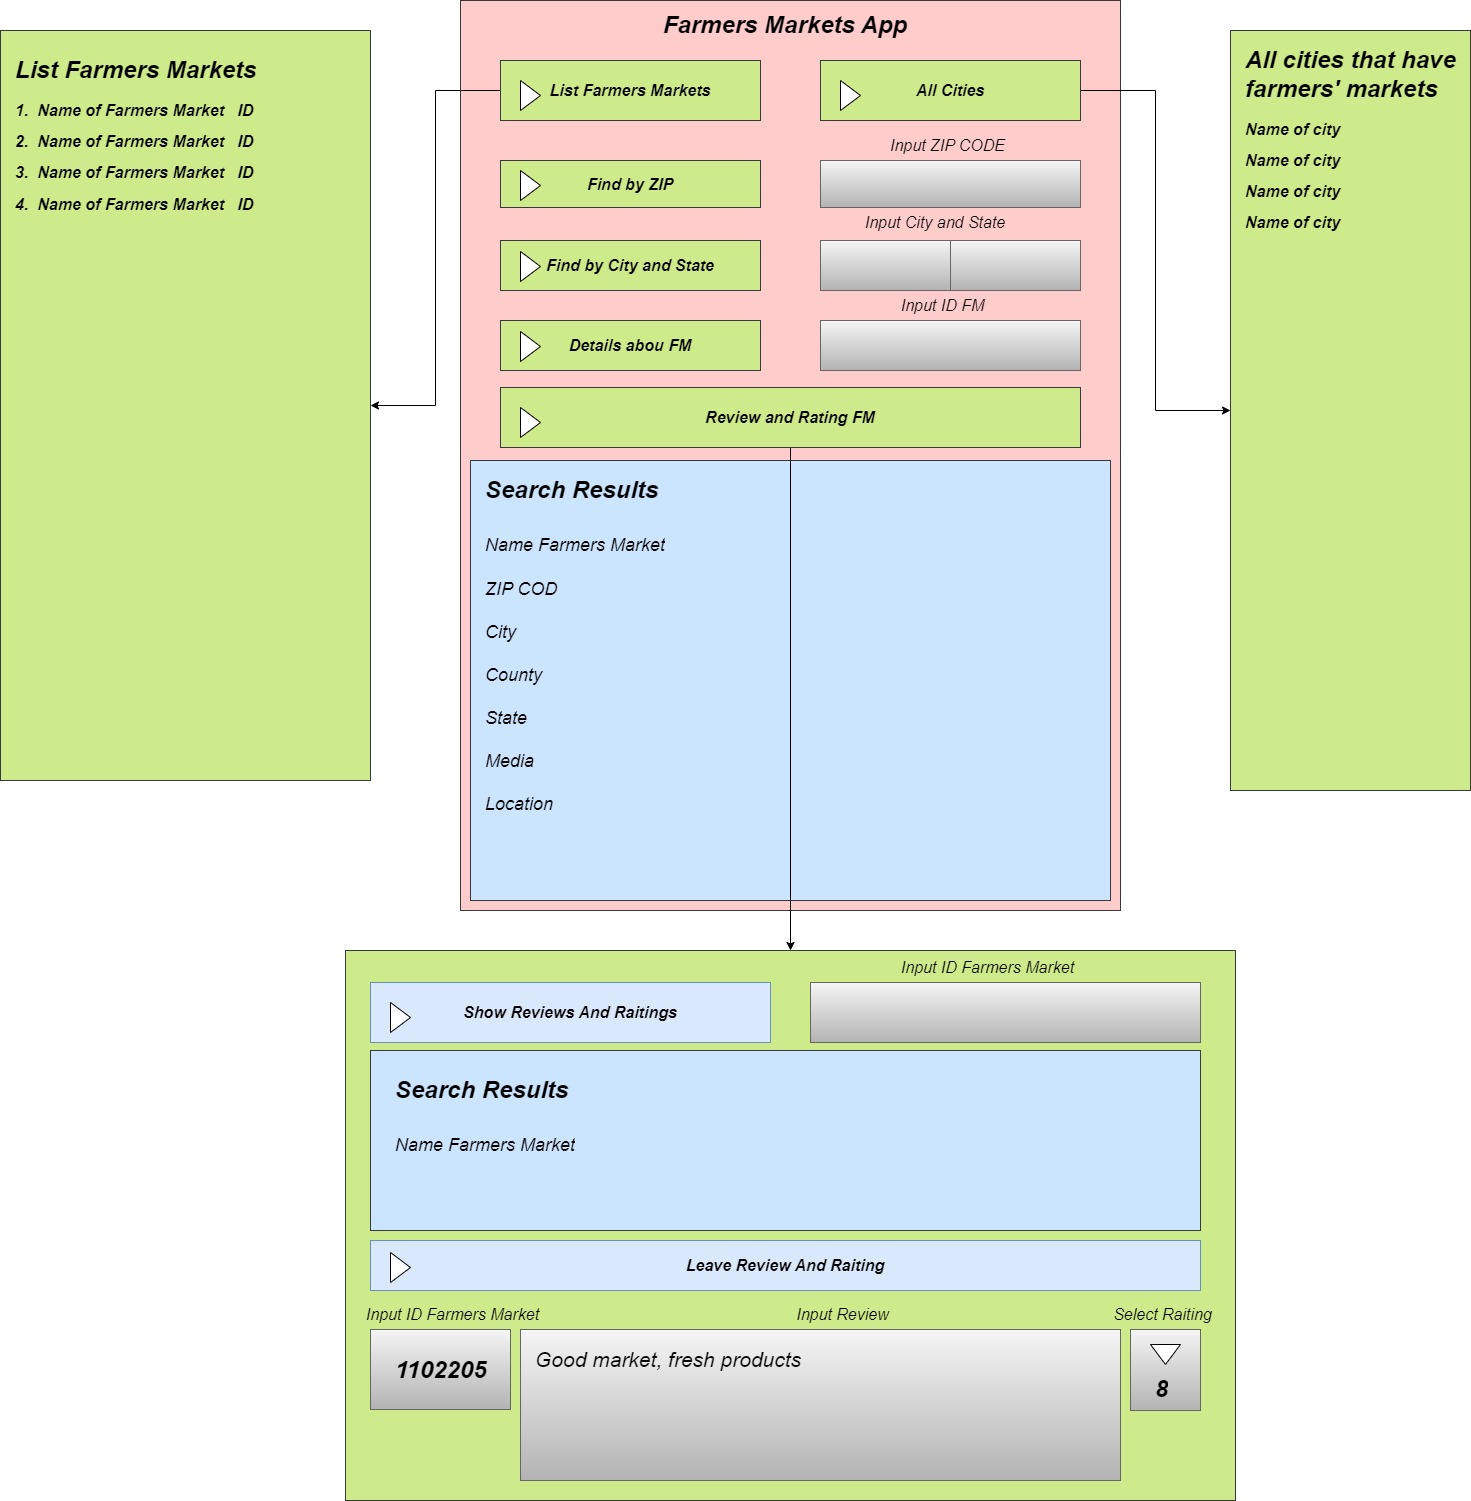 Farmers Markets App
List Farmers Markets
1. Name of Farmers Market ID
2. Name of Farmers Market ID
3. Name of Farmers Market ID
4. Name of Farmers Market ID
List Farmers Markets
All Cities
Input ZIP CODE
Find by ZIP
Input City and State
Find by City and State
Input ID FM
Details abou FM
Review and Rating FM
Search Results
Name Farmers Market
ZIP COD
City
County
State
Media
Location
All cities that have
farmers' markets
Name of city
Name of city
Name of city
Name of city
Input ID Farmers Market
Show Reviews And Raitings
Search Results
Name Farmers Market
Leave Review And Raiting
Input ID Farmers Market
Input Review
Select Raiting
1102205
Good market, fresh products
8